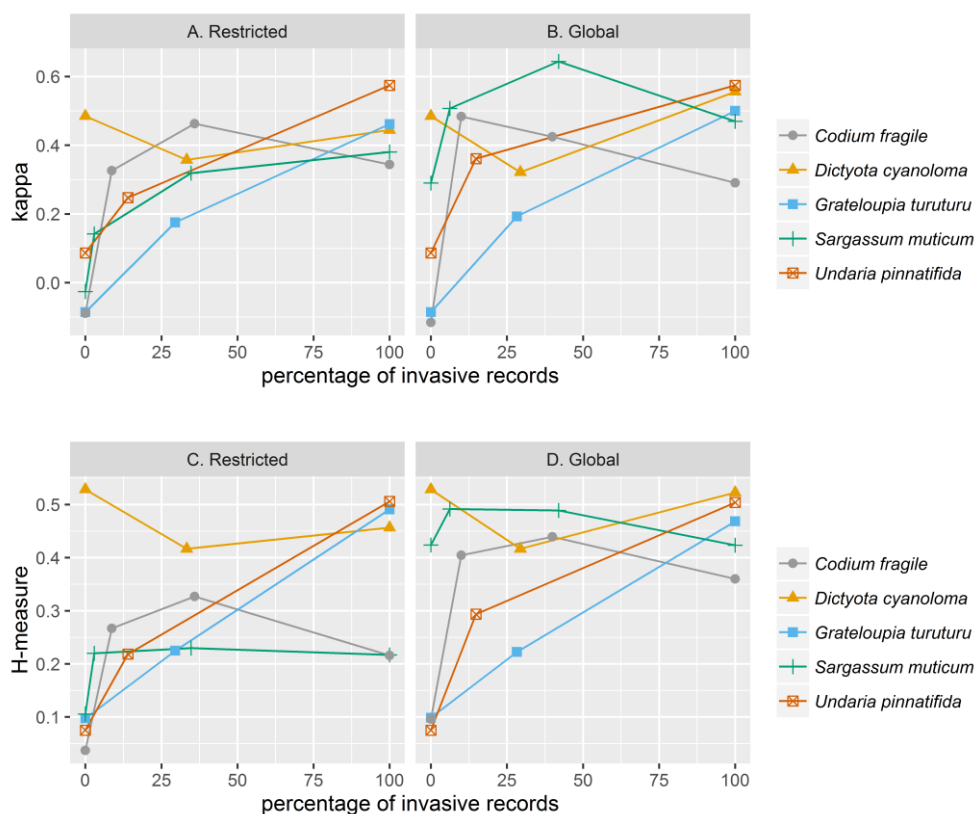 A. Restricted
B. Global
0.6
0.4
0.2
0.0
kappa
0 25 50 75 100
0 25 50 75 100
percentage of invasive records
Codium fragile
Dictyota cyanoloma
Grateloupia turuturu
Sargassum muticum
Undaria pinnatifida
C. Restricted
D. Global
0.5
0.4
0.3
0.2
0.1
H-measure
0 25 50 75 100
0 25 50 75 100
percentage of invasive records
Codium fragile
Dictyota cyanoloma
Grateloupia turuturu
Sargassum muticum
Undaria pinnatifida